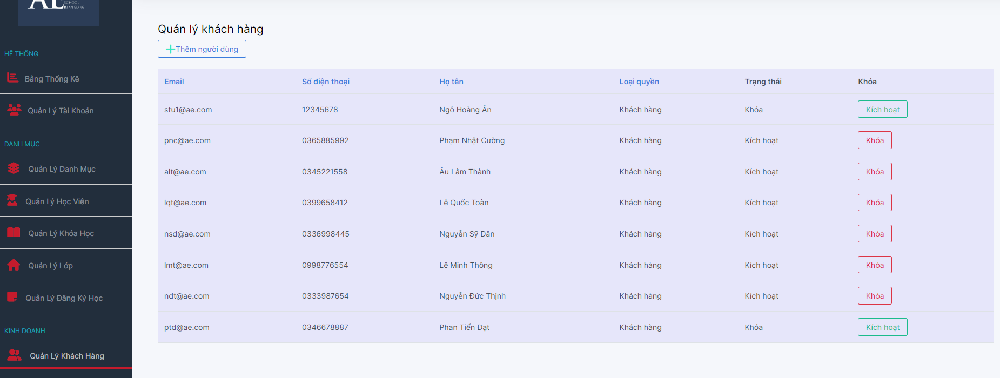 SCHOOL
IN AN GIANG
HỆ THỐNG
Bảng Thống Kê
Quản Lý Tài Khoản
DANH MỤC
Quản Lý Danh Mục
Quản Lý Học Viên
Quản Lý Khóa Học
Quản Lý Lớp
Quản Lý Đăng Ký Học
KINH DOANH
Quản Lý Khách Hàng
Quản lý khách hàng
Thêm người dùng
Email Số điện thoại Họ tên Loại quyền Trạng thái Khóa
stu1@ae.com 12345678 Ngô Hoàng Ân Khách hàng Khóa Kích hoạt
pnc@ae.com 0365885992 Phạm Nhật Cường Khách hàng Kích hoạt Khóa
alt@ae.com 0345221558 Âu Lâm Thành Khách hàng Kích hoạt Khóa
lqt@ae.com 0399658412 Lê Quốc Toàn Khách hàng Kích hoạt Khóa
nsd@ae.com 0336998445 Nguyễn Sỹ Dân Khách hàng Kích hoạt Khóa
lmt@ae.com 0998776554 Lê Minh Thông Khách hàng Kích hoạt Khóa
ndt@ae.com 0333987654 Nguyễn Đức Thịnh Khách hàng Kích hoạt Khóa
ptd@ae.com 0346678887 Phan Tiến Đạt Khách hàng Khóa Kích hoạt